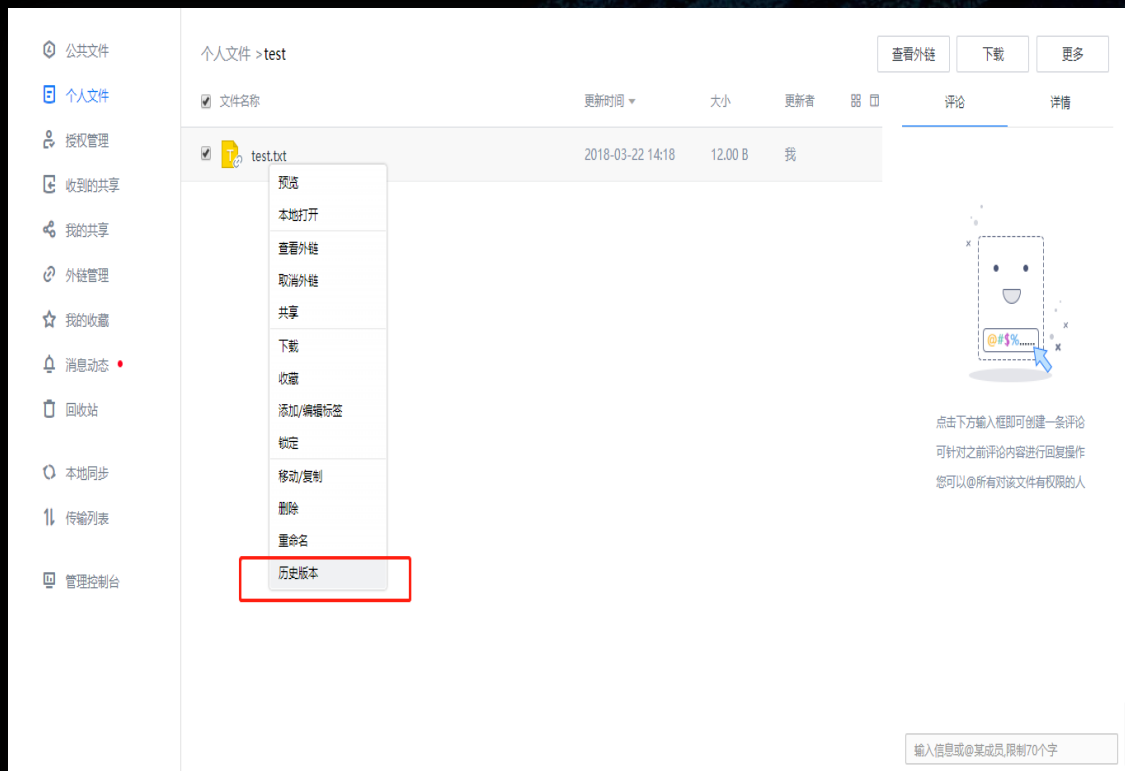 公共文件
个人文件
授权管理
收到的共享
我的共享
外链管理
我的收藏
消息动态
回收站
本地同步
传输列表
管理控制台
个人文件 >test
查看外链 下载 更多
文件名称 更新时间 大小 更新者
test.txt 2018-03-22 14:18 12.00 B 我
预览
本地打开
查看外链
取消外链
共享
下载
收藏
添加/编辑标签
锁定
移动/复制
删除
重命名
历史版本
评论 详情
@#$%......
点击下方输入框即可创建一条评论
可针对之前评论内容进行回复操作
您可以@所有对该文件有权限的人
输入信息或@某成员,限制70个字